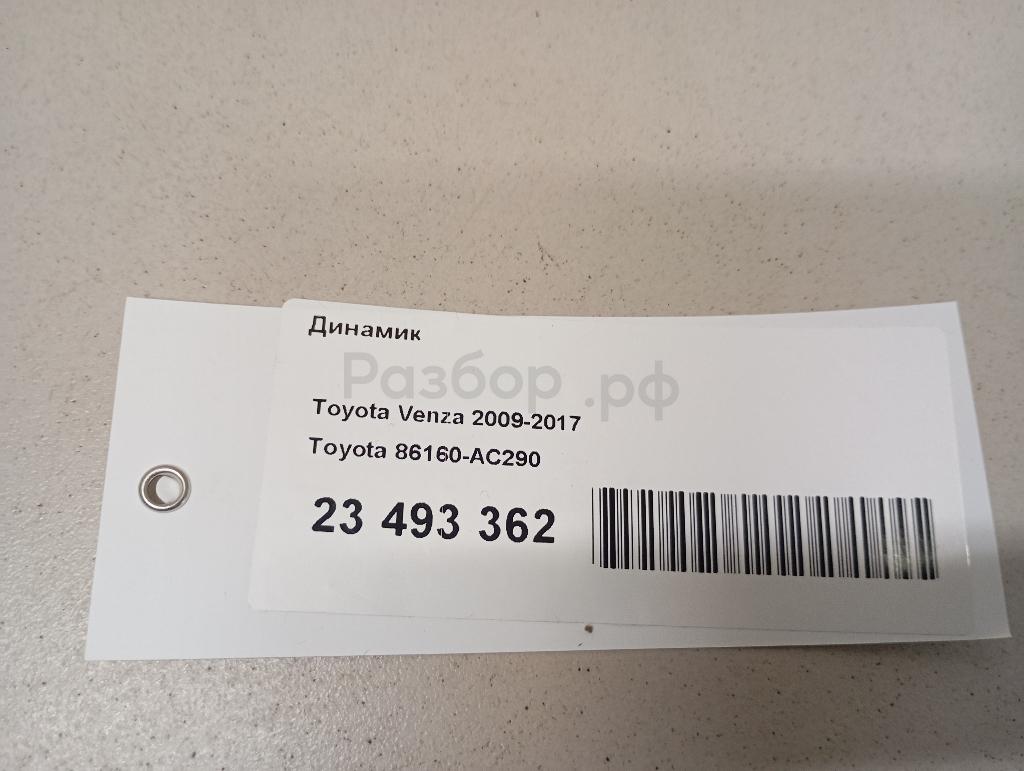 Динамик
Разбор.рф
Toyota Venza 2009-2017
Toyota 86160-AC290
23 493 362